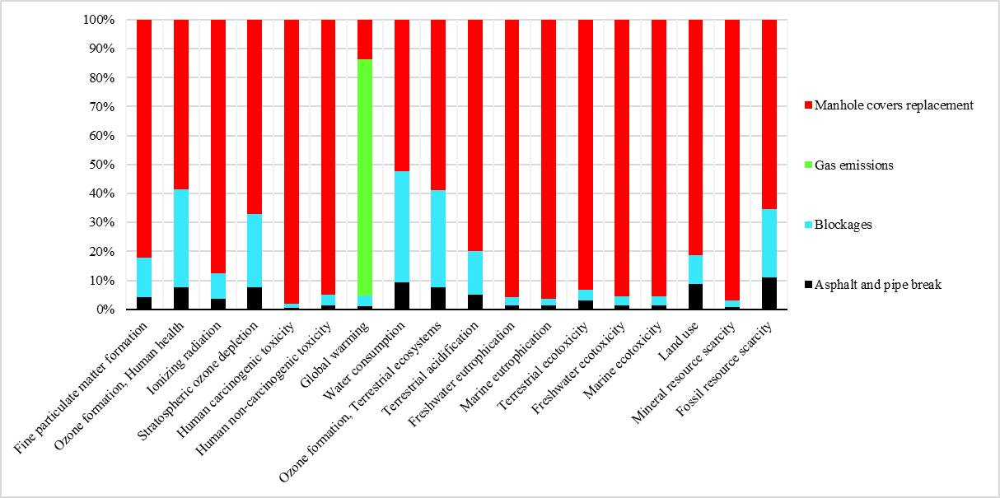 100%
90%
80%
70%
60%
50%
40%
30%
20%
10%
0%
Fine particulate matter formation
Ozone formation, Human health
Ionizing radiation
Stratospheric ozone depletion
Human carcinogenic toxicity
Human non-carcinogenic toxicity
Global warming
Water consumption
Ozone formation, Terrestrial ecosystems
Terrestrial acidification
Freshwater eutrophication
Marine eutrophication
Terrestrial ecotoxicity
Freshwater ecotoxicity
Marine ecotoxicity
Land use
Mineral resource scarcity
Fossil resource scarcity
Manhole covers replacement
Gas emissions
Blockages
Asphalt and pipe break